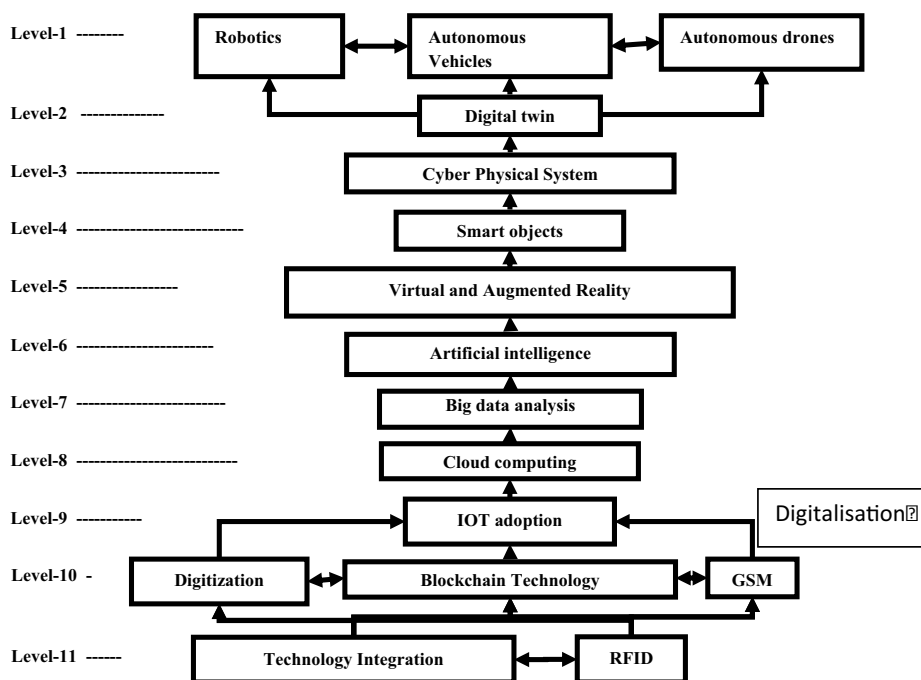 Level-1 --------
Robotics
Autonomous
Vehicles
Autonomous drones
Level-2 --------------
Digital twin
Level-3 ------------------------
Cyber Physical System
Level-4 ----------------------------
Smart objects
Level-5 -----------------
Virtual and Augmented Reality
Level-6 -----------------------
Artificial intelligence
Level-7 -------------------------
Big data analysis
Level-8 ---------------------------
Cloud computing
Level-9 -----------
IOT adoption
Digitalisation
Level-10 -
Digitization
Blockchain Technology
GSM
Level-11 ------
Technology Integration
RFID